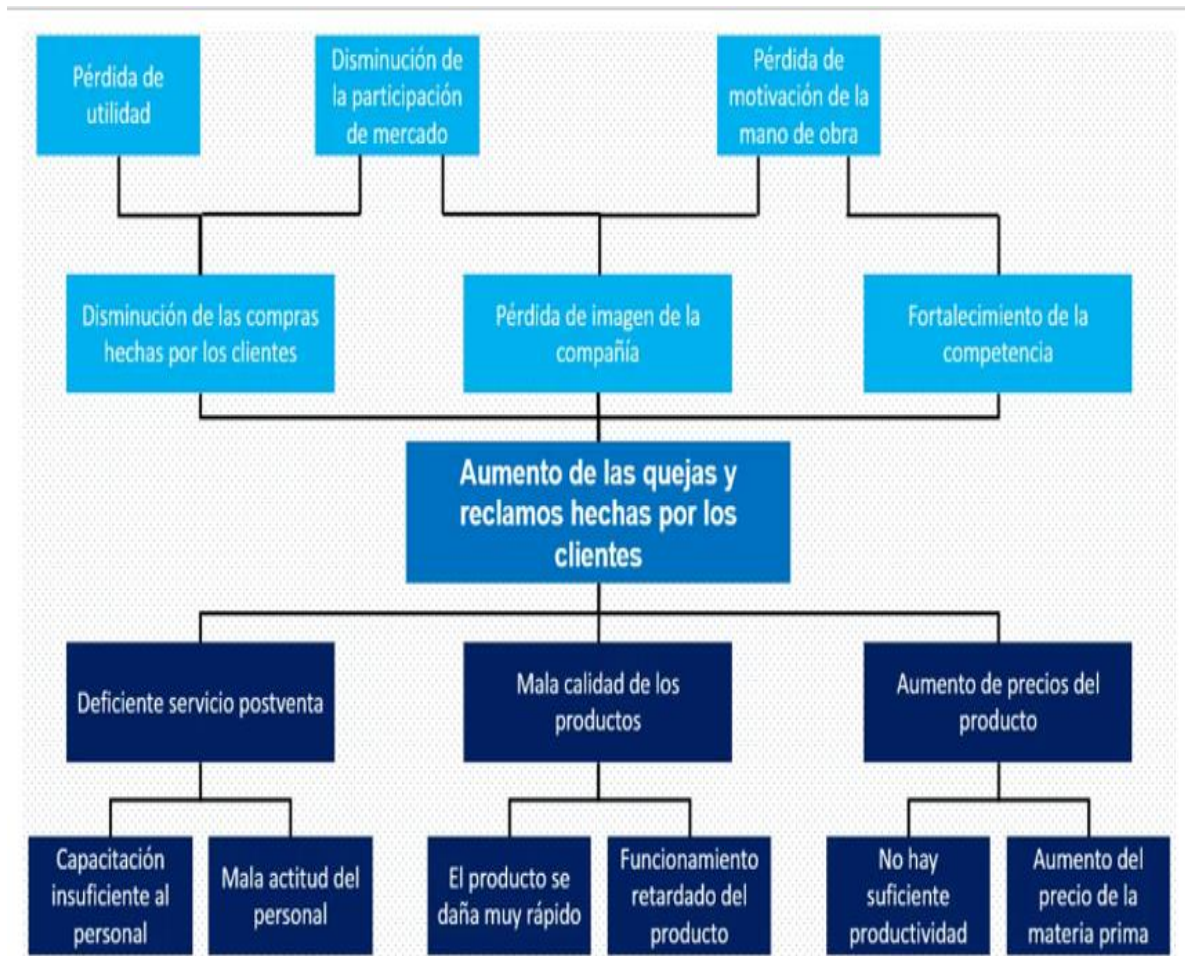 Pérdida de
utilidad
Disminución de
la participación
de mercado
Pérdida de
motivación de la
mano de obra
Disminución de las compras
hechas por los clientes
Pérdida de imagen de la
compañía
Fortalecimiento de la
competencia
Aumento de las quejas y
reclamos hechas por los
clientes
Deficiente servicio postventa
Mala calidad de los
productos
Aumento de precios del
producto
Capacitación
insuficiente al
personal
Mala actitud del
personal
El producto se
daña muy rápido
Funcionamiento
retardado del
producto
No hay
suficiente
productividad
Aumento del
precio de la
materia prima